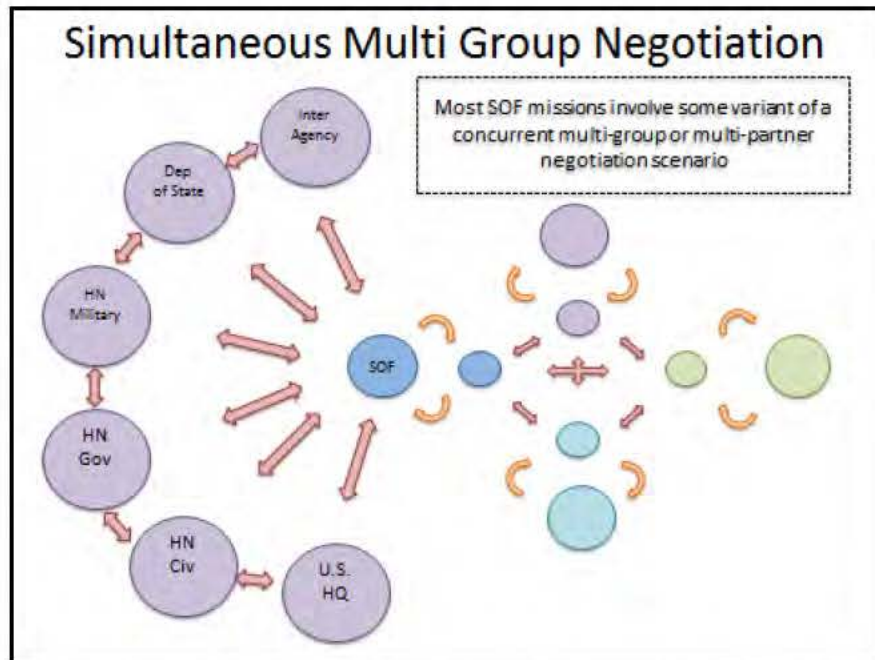 Simultaneous Multi Group Negotiation
Most SOF missions involve some variant of a
concurrent multi-group or multi-partner
negotiation scenario
Inter
Agency
Dep
of State
HN
Military
HN
Gov
HN
Civ
U.S.
HQ
SOF